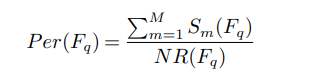 Per(F_q) = \frac{\sum_{m=1}^{M} S_m(F_q)}{NR(F_q)}